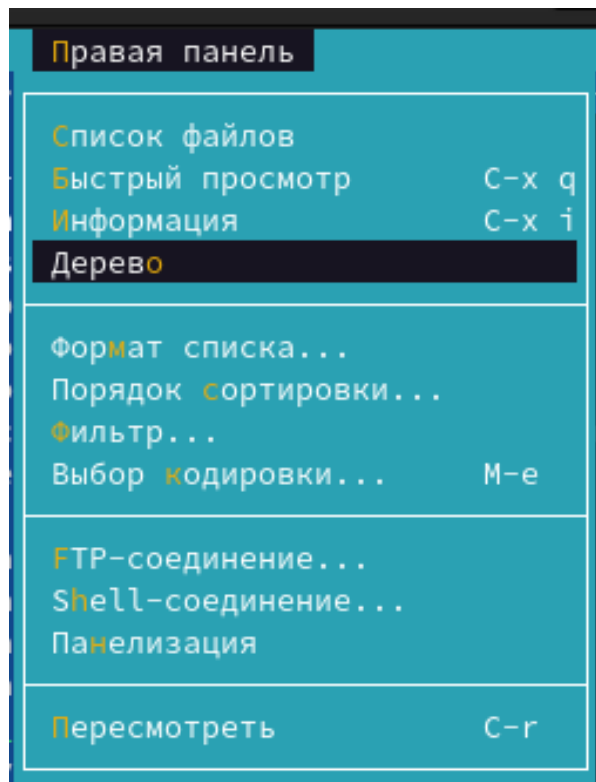 Правая панель
Список файлов
Быстрый просмотр C-x q
Информация C-x i
Дерево
Формат списка...
Порядок сортировки...
Фильтр...
Выбор кодировки... M-e
FTP-соединение...
Shell-соединение...
Панелизация
Пересмотреть C-r